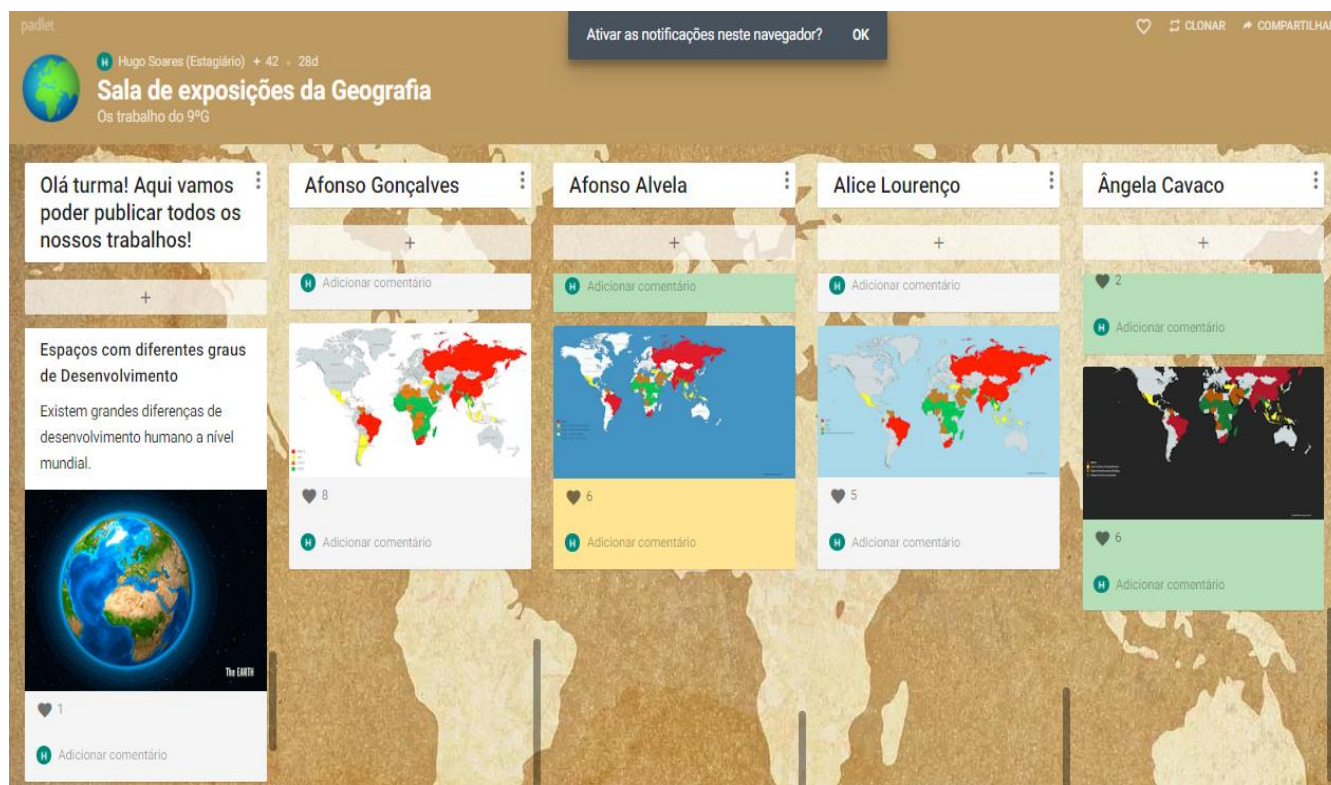 padlet
Ativar as notificações neste navegador? OK
CLONAR
COMPARTILHAR
H Hugo Soares (Estagiário) + 42 • 28d
Sala de exposições da Geografia
Os trabalho do 9ºG
Olá turma! Aqui vamos
poder publicar todos os
nossos trabalhos!
+
Espaços com diferentes graus
de Desenvolvimento
Existem grandes diferenças de
desenvolvimento humano a nível
mundial.
The EARTH
1
H Adicionar comentário
Afonso Gonçalves
+
H Adicionar comentário
8
H Adicionar comentário
Afonso Alvela
+
H Adicionar comentário
6
H Adicionar comentário
Alice Lourenço
+
H Adicionar comentário
5
H Adicionar comentário
Ângela Cavaco
+
2
H Adicionar comentário
6
H Adicionar comentário